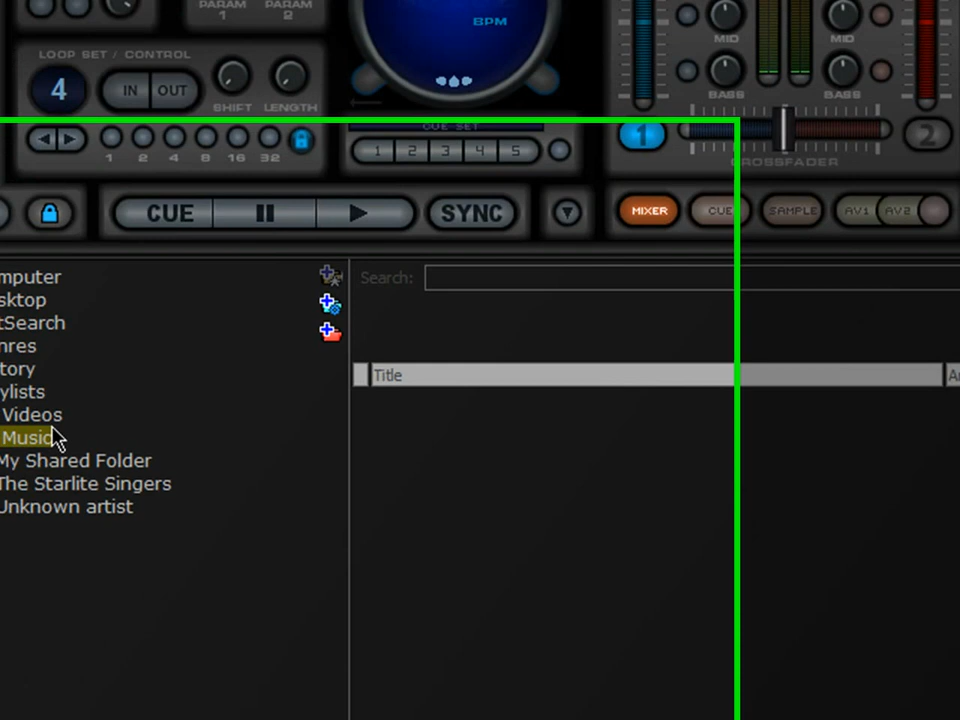 PARAM 1
PARAM 2
BPM
MID
MID
LOOP SET / CONTROL
4
IN
OUT
SHIFT
LENGTH
BASS
BASS
CUE SET
1 2 4 8 16 32
1 2 3 4 5
1
2
CROSSFADER
CUE
SYNC
MIXER
CUE
SAMPLE
AV1
AV2
mputer
Search:
sktop
tSearch
nres
tory
Title
A
ylists
Videos
Music
My Shared Folder
The Starlite Singers
Unknown artist